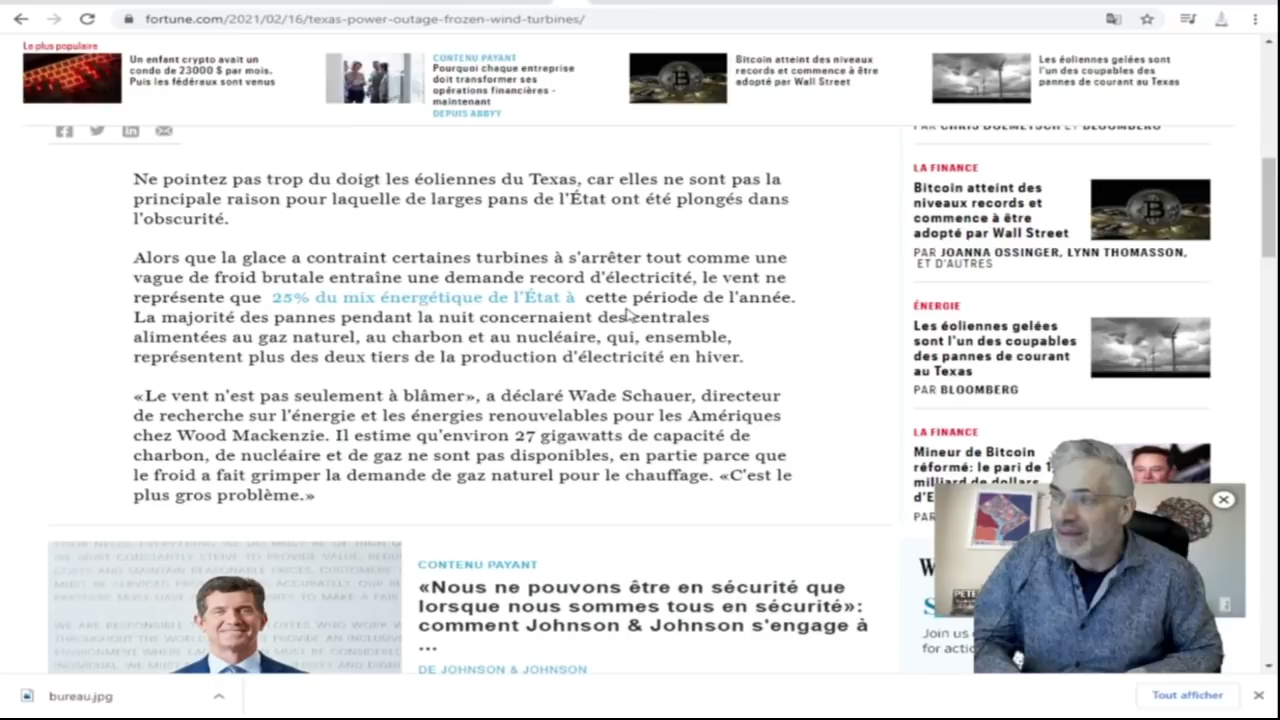 fortune.com/2021/02/16/texas-power-outage-frozen-wind-turbines/
Le plus populaire
Un enfant crypto avait un
condo de 23000 $ par mois.
Puis les fédéraux sont venus
CONTENU PAYANT
Pourquoi chaque entreprise
doit transformer ses
opérations financières -
maintenant
DEPUIS ABBYY
Bitcoin atteint des niveaux
records et commence à être
adopté par Wall Street
Les éoliennes gelées sont
l'un des coupables des
pannes de courant au Texas
Ne pointez pas trop du doigt les éoliennes du Texas, car elles ne sont pas la
principale raison pour laquelle de larges pans de l'État ont été plongés dans
l'obscurité.
Alors que la glace a contraint certaines turbines à s'arrêter tout comme une
vague de froid brutale entraîne une demande record d'électricité, le vent ne
représente que 25% du mix énergétique de l'État à cette période de l'année.
La majorité des pannes pendant la nuit concernaient des centrales
alimentées au gaz naturel, au charbon et au nucléaire, qui, ensemble,
représentent plus des deux tiers de la production d'électricité en hiver.
«Le vent n'est pas seulement à blâmer», a déclaré Wade Schauer, directeur
de recherche sur l'énergie et les énergies renouvelables pour les Amériques
chez Wood Mackenzie. Il estime qu'environ 27 gigawatts de capacité de
charbon, de nucléaire et de gaz ne sont pas disponibles, en partie parce que
le froid a fait grimper la demande de gaz naturel pour le chauffage. «C'est le
plus gros problème.»
CONTENU PAYANT
«Nous ne pouvons être en sécurité que
lorsque nous sommes tous en sécurité»:
comment Johnson & Johnson s'engage à
...
DE JOHNSON & JOHNSON
PAR CHRIS DOLMETSCH ET BLOOMBERG
LA FINANCE
Bitcoin atteint des
niveaux records et
commence à être
adopté par Wall Street
PAR JOANNA OSSINGER, LYNN THOMASSON,
ET D'AUTRES
ÉNERGIE
Les éoliennes gelées
sont l'un des coupables
des pannes de courant
au Texas
PAR BLOOMBERG
LA FINANCE
Mineur de Bitcoin
réformé: le pari de 1,
milliard de dollars
d'E
PA
W
S
Join us
for actio
PETE
bureau.jpg
Tout afficher